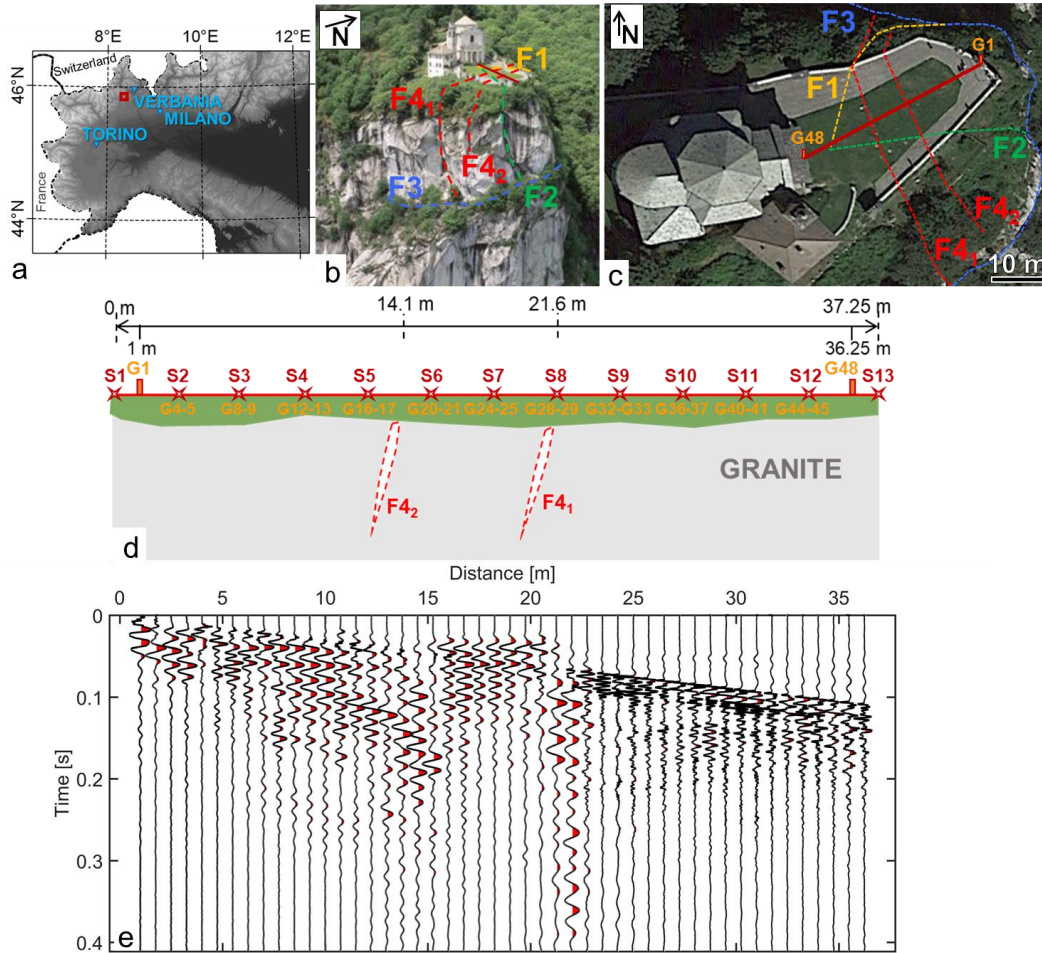 8°E
10°E
12°E
Switzerland
46°N
VERBANIA
MILANO
TORINO
France
44°N
a
N
F1
F4₁
F4₂
F3
F2
b
N
F3
G1
F1
G48
F2
F4₂
F4₁
10 m
c
0 m
14.1 m
21.6 m
37.25 m
1 m
36.25 m
G1
G48
S1
S2
S3
S4
S5
S6
S7
S8
S9
S10
S11
S12
S13
G4-5
G8-9
G12-13
G16-17
G20-21
G24-25
G28-29
G32-G33
G36-37
G40-41
G44-45
GRANITE
F4₂
F4₁
d
Distance [m]
0 5 10 15 20 25 30 35
Time [s]
0
0.1
0.2
0.3
0.4
e